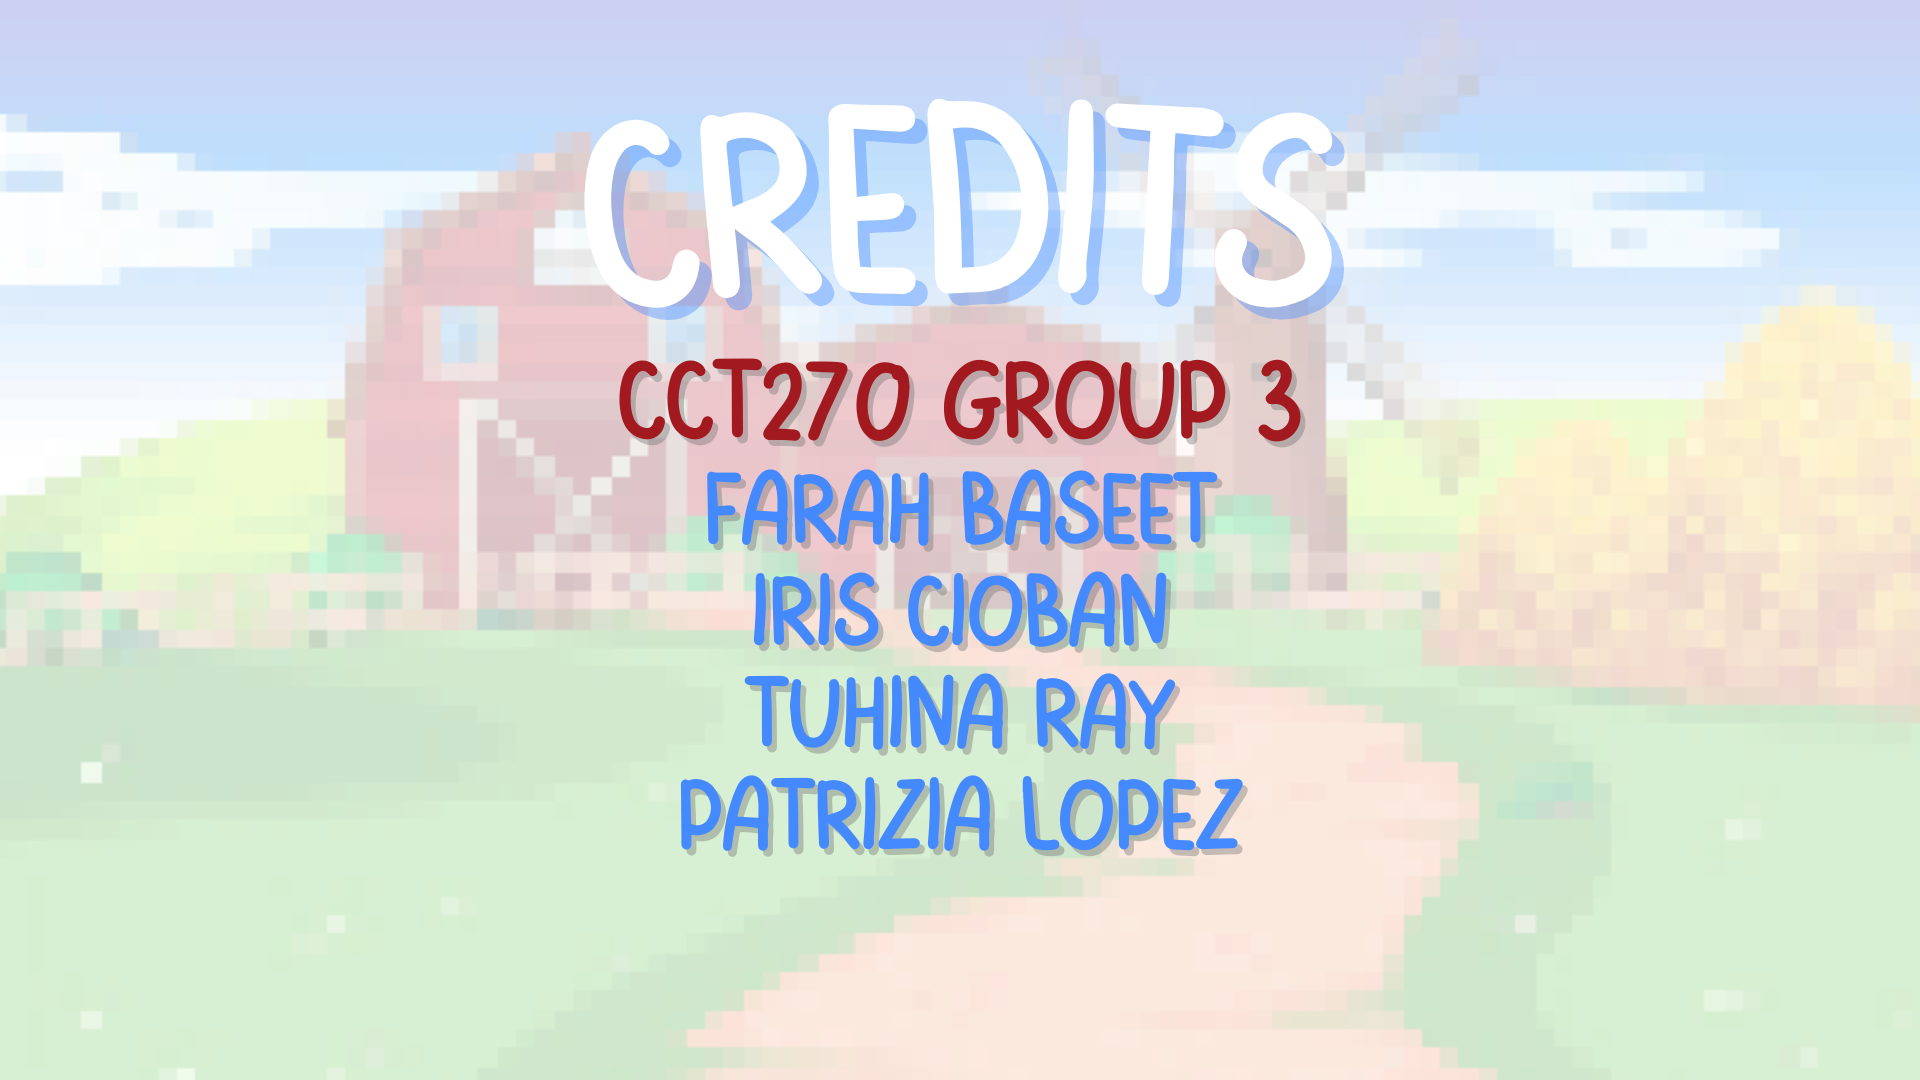 CREDITS
CCT270 GROUP 3
FARAH BASEET
IRIS CIOBAN
TUHINA RAY
PATRIZIA LOPEZ